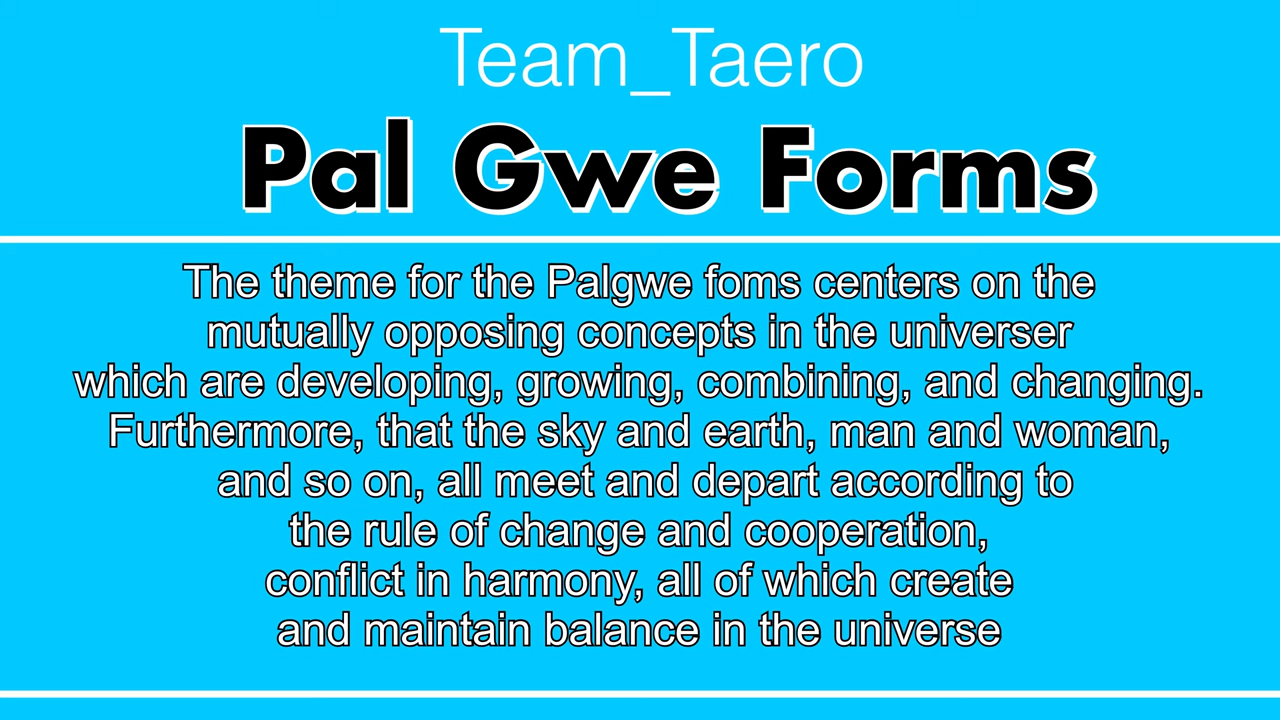 Team_Taero
Pal Gwe Forms
The theme for the Palgwe foms centers on the
mutually opposing concepts in the universer
which are developing, growing, combining, and changing.
Furthermore, that the sky and earth, man and woman,
and so on, all meet and depart according to
the rule of change and cooperation,
conflict in harmony, all of which create
and maintain balance in the universe